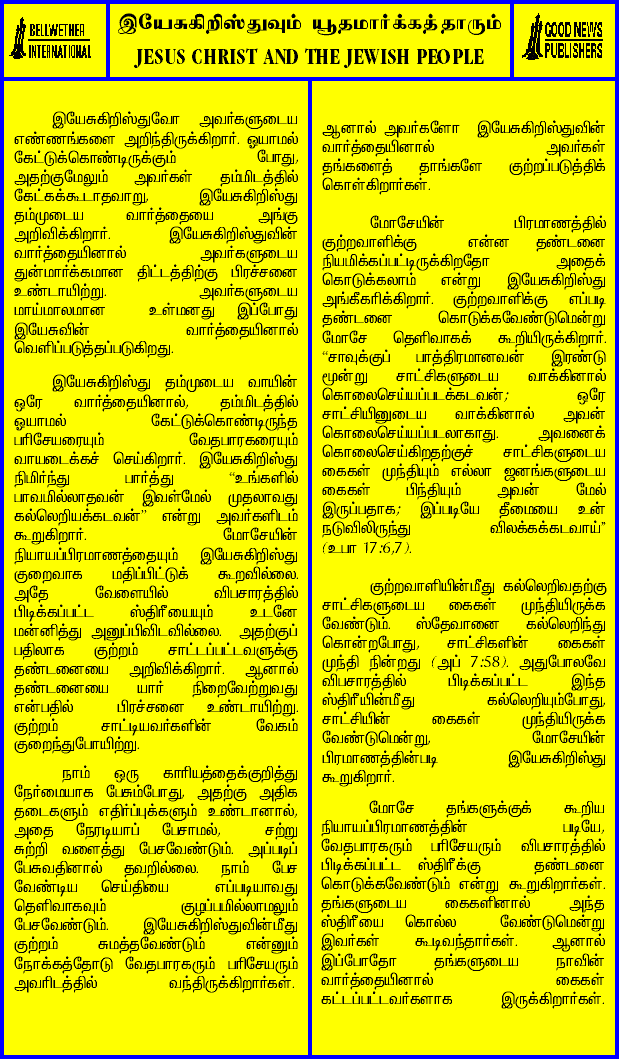 BELLWETHER
INTERNATIONAL
இயேசுகிறிஸ்துவும் யூதமார்க்கத்தாரும்
JESUS CHRIST AND THE JEWISH PEOPLE
GOOD NEWS
PUBLISHERS
இயேசுகிறிஸ்துவோ அவர்களுடைய
எண்ணங்களை அறிந்திருக்கிறார். ஓயாமல்
கேட்டுக்கொண்டிருக்கும் போது,
அதற்குமேலும் அவர்கள் தம்மிடத்தில்
கேட்கக்கூடாதவாறு, இயேசுகிறிஸ்து
தம்முடைய வார்த்தையை அங்கு
அறிவிக்கிறார். இயேசுகிறிஸ்துவின்
வார்த்தையினால் அவர்களுடைய
துன்மார்க்கமான திட்டத்திற்கு பிரச்சனை
உண்டாயிற்று. அவர்களுடைய
மாய்மாலமான உள்மனது இப்போது
இயேசுவின் வார்த்தையினால்
வெளிப்படுத்தப்படுகிறது.
இயேசுகிறிஸ்து தம்முடைய வாயின்
ஒரே வார்த்தையினால், தம்மிடத்தில்
ஓயாமல் கேட்டுக்கொண்டிருந்த
பரிசேயரையும் வேதபாரகரையும்
வாயடைக்கச் செய்கிறார். இயேசுகிறிஸ்து
நிமிர்ந்து பார்த்து “உங்களில்
பாவமில்லாதவன் இவள்மேல் முதலாவது
கல்லெறியக்கடவன்” என்று அவர்களிடம்
கூறுகிறார். மோசேயின்
நியாயப்பிரமாணத்தையும் இயேசுகிறிஸ்து
குறைவாக மதிப்பிட்டுக் கூறவில்லை.
அதே வேளையில் விபசாரத்தில்
பிடிக்கப்பட்ட ஸ்திரீயையும் உடனே
மன்னித்து அனுப்பிவிடவில்லை. அதற்குப்
பதிலாக குற்றம் சாட்டப்பட்டவளுக்கு
தண்டனையை அறிவிக்கிறார். ஆனால்
தண்டனையை யார் நிறைவேற்றுவது
என்பதில் பிரச்சனை உண்டாயிற்று.
குற்றம் சாட்டியவர்களின் வேகம்
குறைந்துபோயிற்று.
நாம் ஒரு காரியத்தைக்குறித்து
நேர்மையாக பேசும்போது, அதற்கு அதிக
தடைகளும் எதிர்ப்புக்களும் உண்டானால்,
அதை நேரடியாப் பேசாமல், சற்று
சுற்றி வளைத்து பேசவேண்டும். அப்படிப்
பேசுவதினால் தவறில்லை. நாம் பேச
வேண்டிய செய்தியை எப்படியாவது
தெளிவாகவும் குழப்பமில்லாமலும்
பேசவேண்டும். இயேசுகிறிஸ்துவின்மீது
குற்றம் சுமத்தவேண்டும் என்னும்
நோக்கத்தோடு வேதபாரகரும் பரிசேயரும்
அவரிடத்தில் வந்திருக்கிறார்கள்.
ஆனால் அவர்களோ இயேசுகிறிஸ்துவின்
வார்த்தையினால் அவர்கள்
தங்களைத் தாங்களே குற்றப்படுத்திக்
கொள்கிறார்கள்.
மோசேயின் பிரமாணத்தில்
குற்றவாளிக்கு என்ன தண்டனை
நியமிக்கப்பட்டிருக்கிறதோ அதைக்
கொடுக்கலாம் என்று இயேசுகிறிஸ்து
அங்கீகரிக்கிறார். குற்றவாளிக்கு எப்படி
தண்டனை கொடுக்கவேண்டுமென்று
மோசே தெளிவாகக் கூறியிருக்கிறார்.
“சாவுக்குப் பாத்திரமானவன் இரண்டு
மூன்று சாட்சிகளுடைய வாக்கினால்
கொலைசெய்யப்படக்கடவன்; ஒரே
சாட்சியினுடைய வாக்கினால் அவன்
கொலைசெய்யப்படலாகாது. அவனைக்
கொலைசெய்கிறதற்குச் சாட்சிகளுடைய
கைகள் முந்தியும் எல்லா ஜனங்களுடைய
கைகள் பிந்தியும் அவன் மேல்
இருப்பதாக; இப்படியே தீமையை உன்
நடுவிலிருந்து விலக்கக்கடவாய்”
(உபா 17:6,7).
குற்றவாளியின்மீது கல்லெறிவதற்கு
சாட்சிகளுடைய கைகள் முந்தியிருக்க
வேண்டும். ஸ்தேவானை கல்லெறிந்து
கொன்றபோது, சாட்சிகளின் கைகள்
முந்தி நின்றது (அப் 7:58). அதுபோலவே
விபசாரத்தில் பிடிக்கப்பட்ட இந்த
ஸ்திரீயின்மீது கல்லெறியும்போது,
சாட்சியின் கைகள் முந்தியிருக்க
வேண்டுமென்று, மோசேயின்
பிரமாணத்தின்படி இயேசுகிறிஸ்து
கூறுகிறார்.
மோசே தங்களுக்குக் கூறிய
நியாயப்பிரமாணத்தின் படியே,
வேதபாரகரும் பரிசேயரும் விபசாரத்தில்
பிடிக்கப்பட்ட ஸ்திரீக்கு தண்டனை
கொடுக்கவேண்டும் என்று கூறுகிறார்கள்.
தங்களுடைய கைகளினால் அந்த
ஸ்திரீயை கொல்ல வேண்டுமென்று
இவர்கள் கூடிவந்தார்கள். ஆனால்
இப்போதோ தங்களுடைய நாவின்
வார்த்தையினால் கைகள்
கட்டப்பட்டவர்களாக இருக்கிறார்கள்.